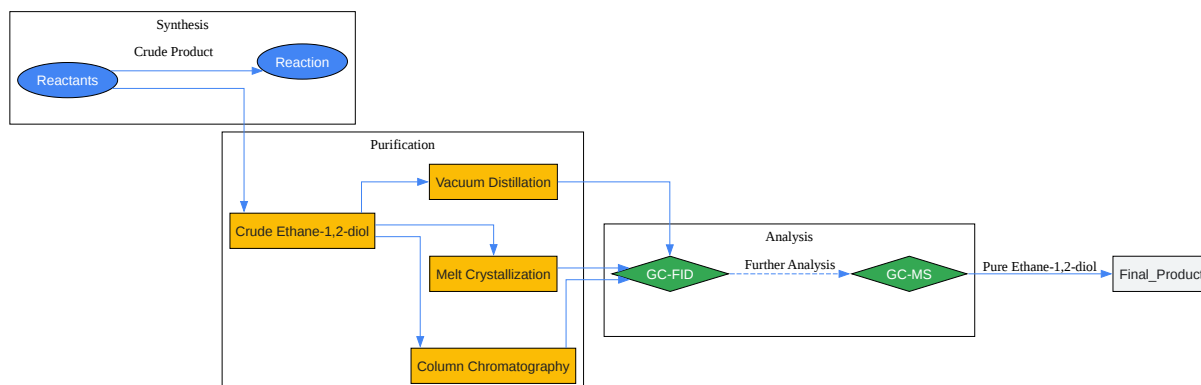 Synthesis
Crude Product
Reaction
Reactants
Purification
Vacuum Distillation
Crude Ethane-1,2-diol
Melt Crystallization
Column Chromatography
Analysis
GC-FID
Further Analysis
GC-MS
Pure Ethane-1,2-diol
Final_Product